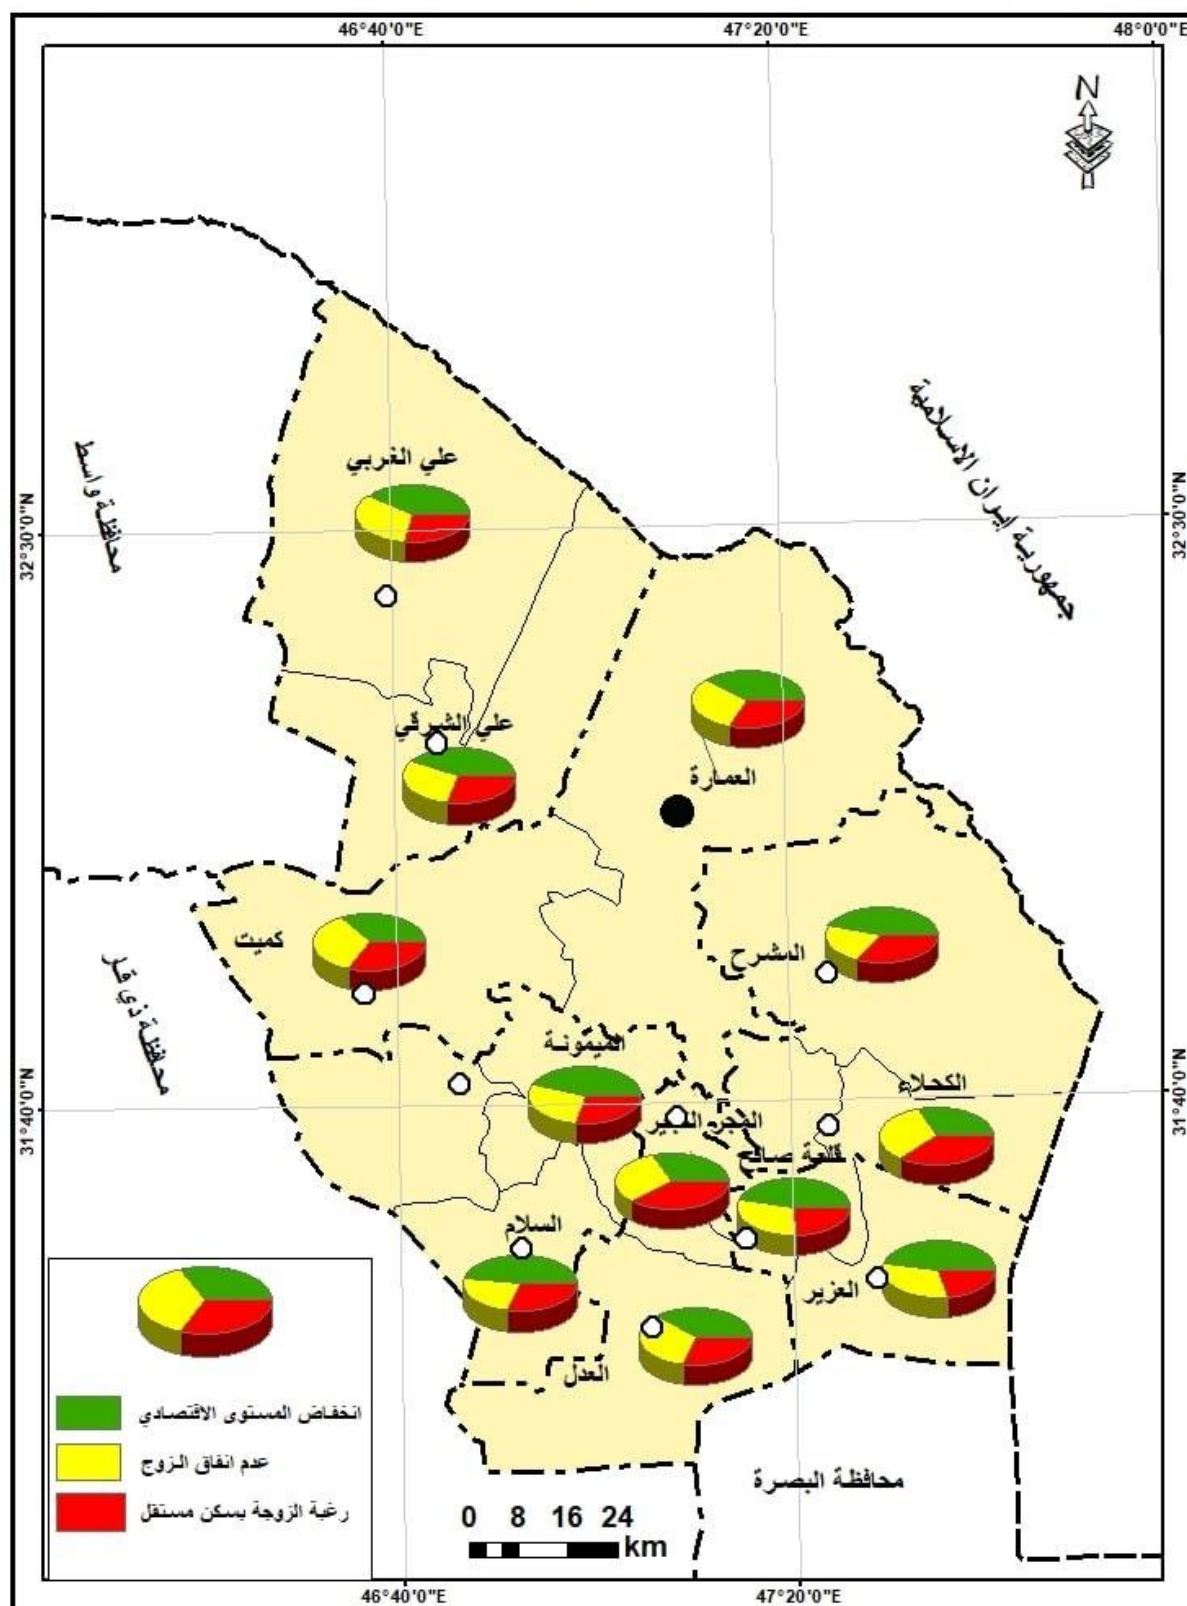 46°40'0"E 47°20'0"E 48°0'0"E
N
جمهورية إيران الاسلامية
محافظة واسط
علي الغربي
32°30'0"N 32°30'0"N
علي الشرقي
العمارة
كميت
المشرح
محافظة ذي قار
الميمونة
الكحلاء
31°40'0"N 31°40'0"N
المجر الكبير
قلعة صالح
السلام
العزير
العدل
انخفاض المستوى الاقتصادي
عدم انفاق الزوج
رغبة الزوجة بسكن مستقل
محافظة البصرة
0 8 16 24
km
46°40'0"E 47°20'0"E